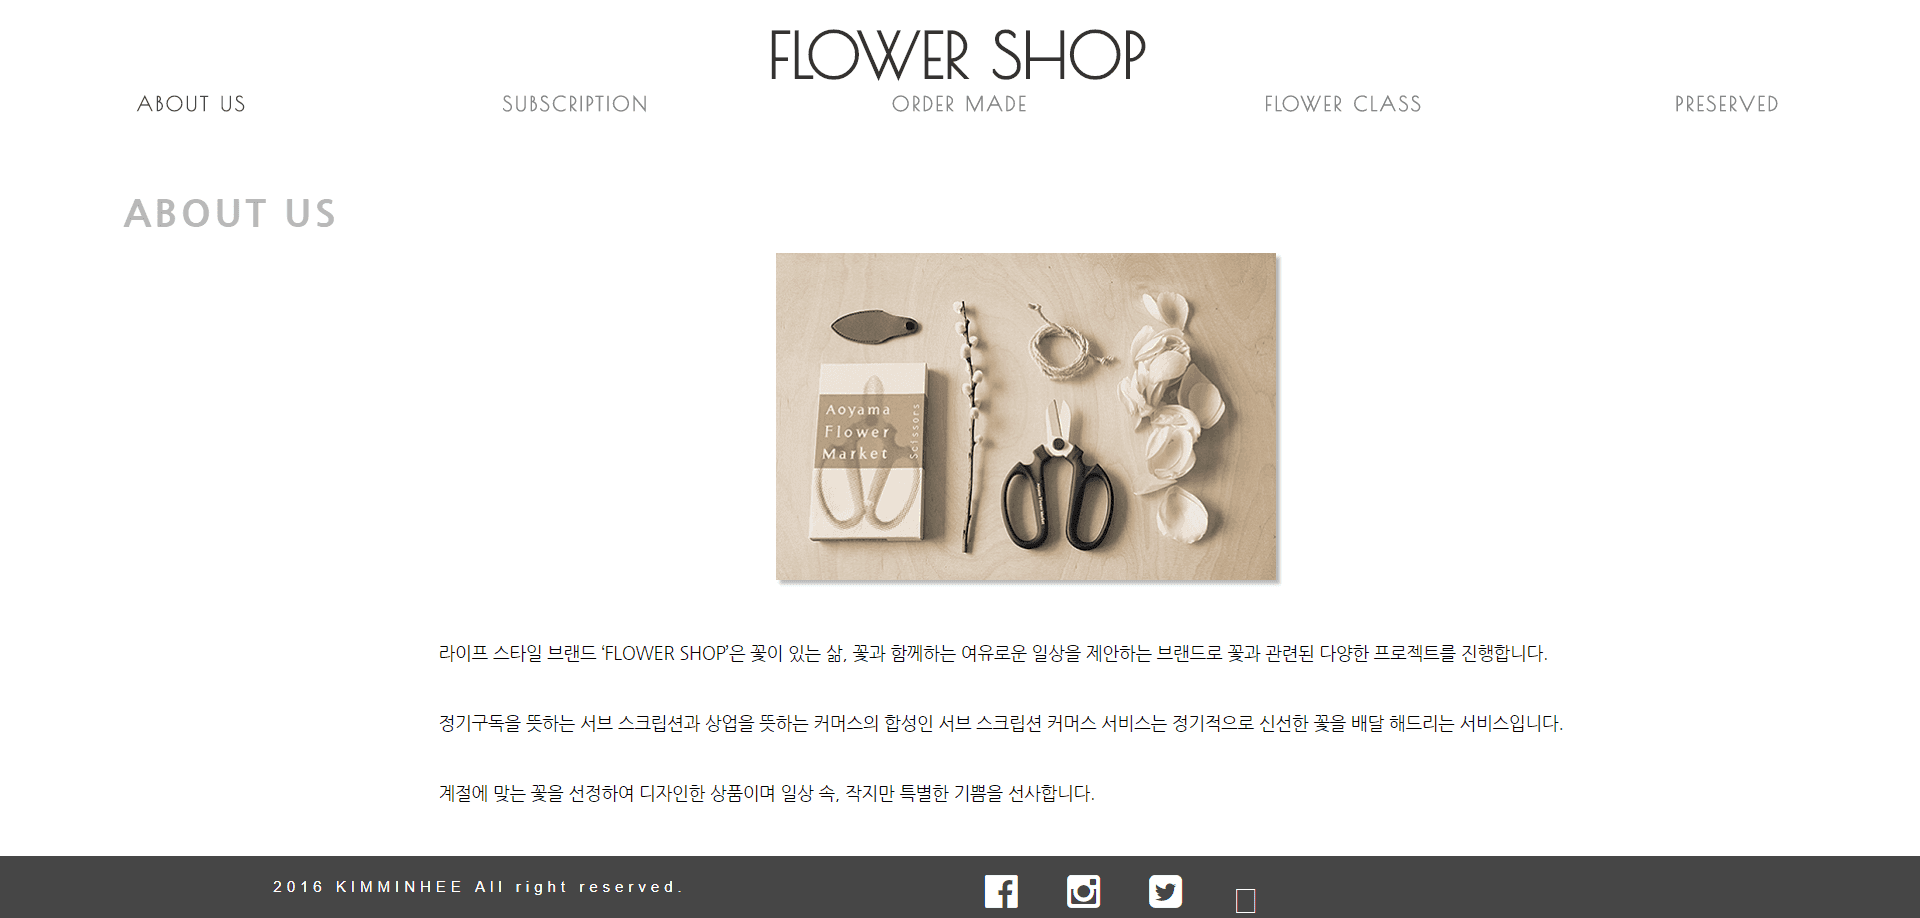 FLOWER SHOP
ABOUT US
SUBSCRIPTION
ORDER MADE
FLOWER CLASS
PRESERVED
ABOUT US
Aoyama
Flower
Market
Scissors
라이프 스타일 브랜드 ‘FLOWER SHOP’은 꽃이 있는 삶, 꽃과 함께하는 여유로운 일상을 제안하는 브랜드로 꽃과 관련된 다양한 프로젝트를 진행합니다.
정기구독을 뜻하는 서브 스크립션과 상업을 뜻하는 커머스의 합성인 서브 스크립션 커머스 서비스는 정기적으로 신선한 꽃을 배달 해드리는 서비스입니다.
계절에 맞는 꽃을 선정하여 디자인한 상품이며 일상 속, 작지만 특별한 기쁨을 선사합니다.
2016 KIMMINHEE All right reserved.